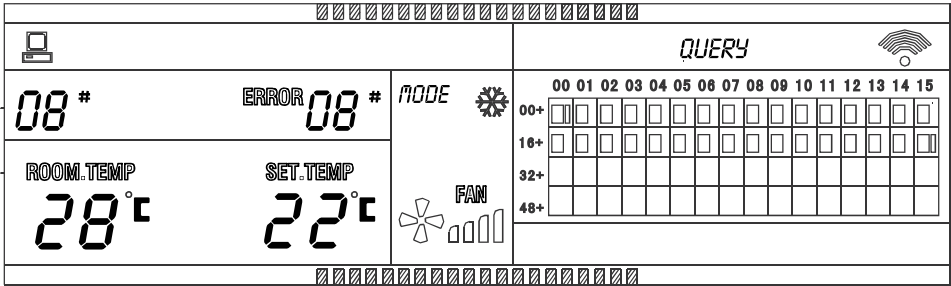 QUERY
08 # ERROR 08 # MODE
00 01 02 03 04 05 06 07 08 09 10 11 12 13 14 15
00+
16+
32+
48+
ROOM.TEMP SET.TEMP
28°C 22°C
FAN